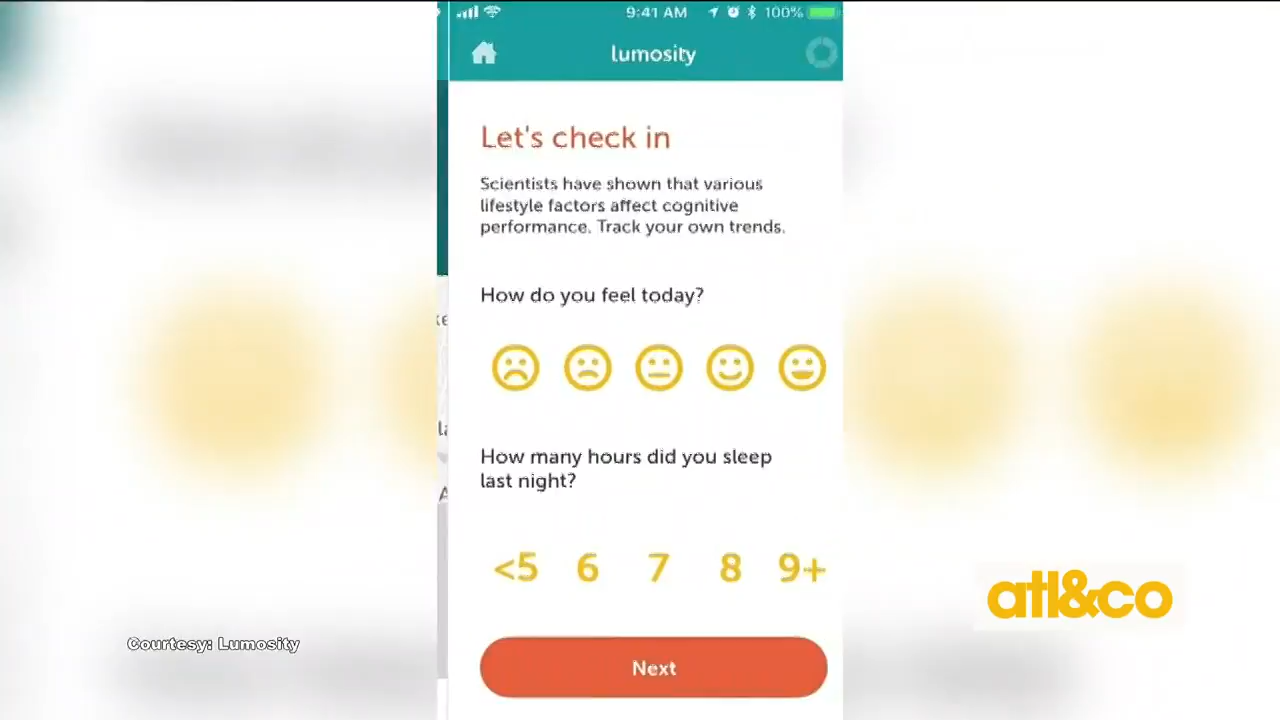 9:41 AM 100%
lumosity
Let's check in
Scientists have shown that various
lifestyle factors affect cognitive
performance. Track your own trends.
How do you feel today?
How many hours did you sleep
last night?
<5 6 7 8 9+
Next
atl&co
Courtesy: Lumosity